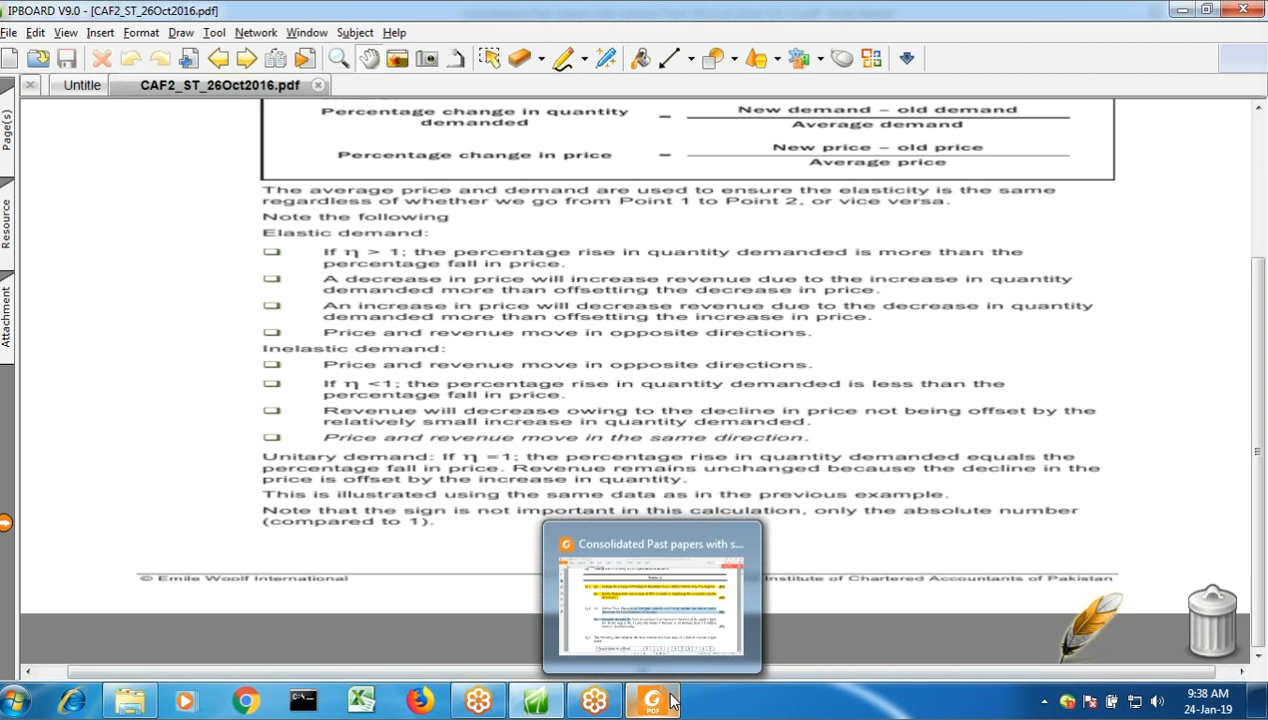 IPBOARD V9.0 - [CAF2_ST_26Oct2016.pdf]
File Edit View Insert Format Draw Tool Network Window Subject Help
Untitle CAF2_ST_26Oct2016.pdf
Page(s)
Resource
Attachment
Percentage change in quantity demanded = New demand – old demand
Average demand
Percentage change in price = New price – old price
Average price
The average price and demand are used to ensure the elasticity is the same
regardless of whether we go from Point 1 to Point 2, or vice versa.
Note the following
Elastic demand:
If η > 1; the percentage rise in quantity demanded is more than the
percentage fall in price.
A decrease in price will increase revenue due to the increase in quantity
demanded more than offsetting the decrease in price.
An increase in price will decrease revenue due to the decrease in quantity
demanded more than offsetting the increase in price.
Price and revenue move in opposite directions.
Inelastic demand:
Price and revenue move in opposite directions.
If η <1; the percentage rise in quantity demanded is less than the
percentage fall in price.
Revenue will decrease owing to the decline in price not being offset by the
relatively small increase in quantity demanded.
Price and revenue move in the same direction.
Unitary demand: If η =1; the percentage rise in quantity demanded equals the
percentage fall in price. Revenue remains unchanged because the decline in the
price is offset by the increase in quantity.
This is illustrated using the same data as in the previous example.
Note that the sign is not important in this calculation, only the absolute number
(compared to 1).
Consolidated Past papers with s...
© Emile Woolf International
Institute of Chartered Accountants of Pakistan
PDF
9:38 AM
24-Jan-19